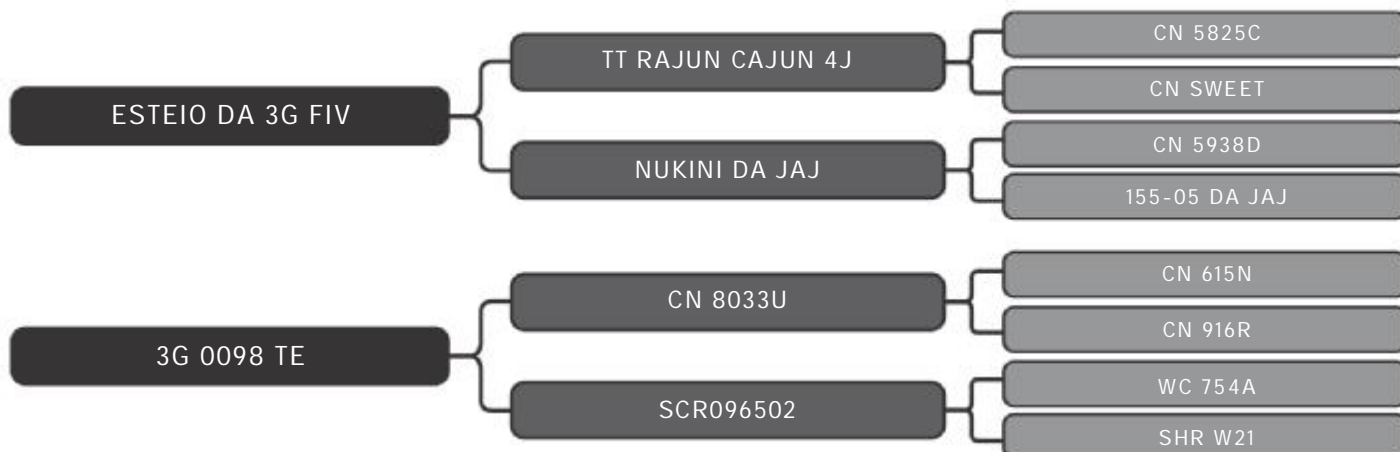 ESTEIO DA 3G FIV
TT RAJUN CAJUN 4J
CN 5825C
CN SWEET
NUKINI DA JAJ
CN 5938D
155-05 DA JAJ
3G 0098 TE
CN 8033U
CN 615N
CN 916R
SCR096502
WC 754A
SHR W21